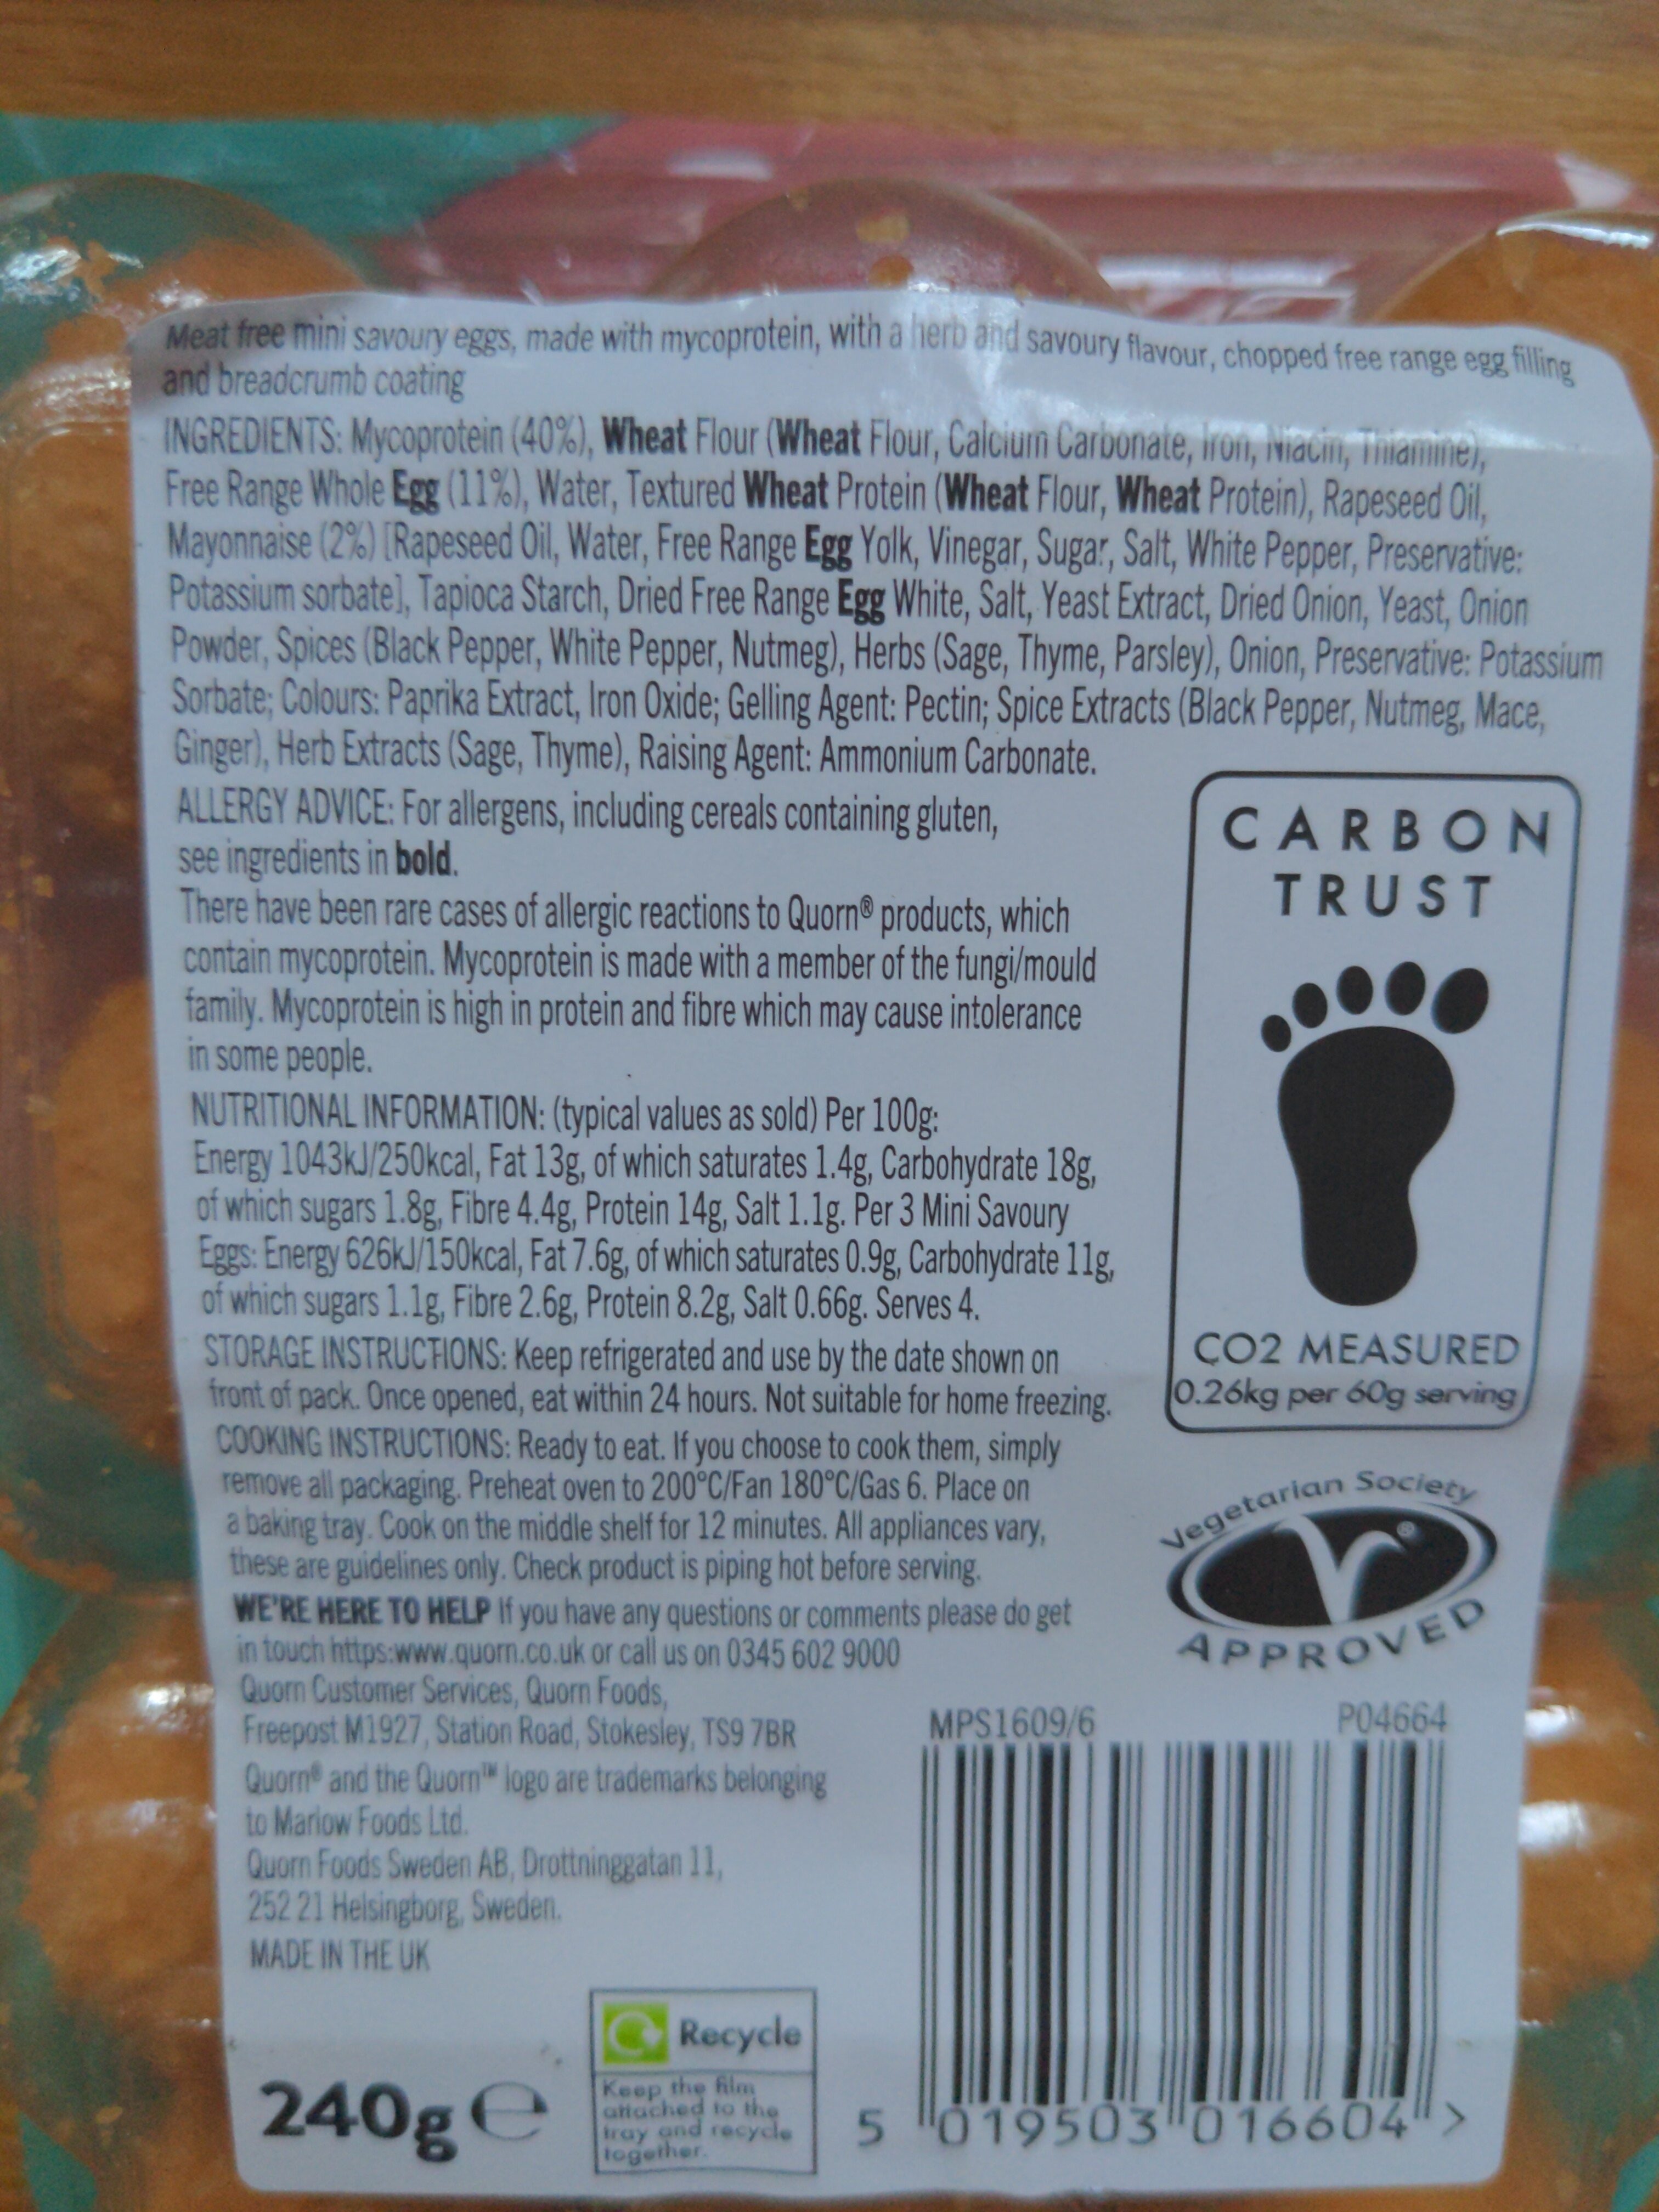 Meat free mini savoury eggs, made with mycoprotein, with a herb and savoury flavour, chopped free range egg filling
and breadcrumb coating
INGREDIENTS: Mycoprotein (40%), Wheat Flour (Wheat Flour, Calcium Carbonate, Iron, Niacin, Thiamine),
Free Range Whole Egg (11%), Water, Textured Wheat Protein (Wheat Flour, Wheat Protein), Rapeseed Oil,
Mayonnaise (2%) [Rapeseed Oil, Water, Free Range Egg Yolk, Vinegar, Sugar, Salt, White Pepper, Preservative:
Potassium sorbate], Tapioca Starch, Dried Free Range Egg White, Salt, Yeast Extract, Dried Onion, Yeast, Onion
Powder, Spices (Black Pepper, White Pepper, Nutmeg), Herbs (Sage, Thyme, Parsley), Onion, Preservative: Potassium
Sorbate; Colours: Paprika Extract, Iron Oxide; Gelling Agent: Pectin; Spice Extracts (Black Pepper, Nutmeg, Mace,
Ginger), Herb Extracts (Sage, Thyme), Raising Agent: Ammonium Carbonate.
ALLERGY ADVICE: For allergens, including cereals containing gluten,
see ingredients in bold.
There have been rare cases of allergic reactions to Quorn® products, which
contain mycoprotein. Mycoprotein is made with a member of the fungi/mould
family. Mycoprotein is high in protein and fibre which may cause intolerance
in some people.
NUTRITIONAL INFORMATION: (typical values as sold) Per 100g:
Energy 1043kJ/250kcal, Fat 13g, of which saturates 1.4g, Carbohydrate 18g,
of which sugars 1.8g, Fibre 4.4g, Protein 14g, Salt 1.1g. Per 3 Mini Savoury
Eggs: Energy 626kJ/150kcal, Fat 7.6g, of which saturates 0.9g, Carbohydrate 11g,
of which sugars 1.1g, Fibre 2.6g, Protein 8.2g, Salt 0.66g. Serves 4.
STORAGE INSTRUCTIONS: Keep refrigerated and use by the date shown on
front of pack. Once opened, eat within 24 hours. Not suitable for home freezing.
COOKING INSTRUCTIONS: Ready to eat. If you choose to cook them, simply
remove all packaging. Preheat oven to 200°C/Fan 180°C/Gas 6. Place on
a baking tray. Cook on the middle shelf for 12 minutes. All appliances vary,
these are guidelines only. Check product is piping hot before serving.
WE'RE HERE TO HELP If you have any questions or comments please do get
in touch https:www.quorn.co.uk or call us on 0345 602 9000
Quorn Customer Services, Quorn Foods,
Freepost M1927, Station Road, Stokesley, TS9 7BR
Quorn® and the Quorn™ logo are trademarks belonging
to Marlow Foods Ltd.
Quorn Foods Sweden AB, Drottninggatan 11,
252 21 Helsingborg, Sweden.
MADE IN THE UK
240g ℮
Recycle
Keep the film
attached to the
tray and recycle
together.
CARBON
TRUST
CO2 MEASURED
0.26kg per 60g serving
Vegetarian Society
V®
APPROVED
MPS1609/6 P04664
5 019503 016604 >